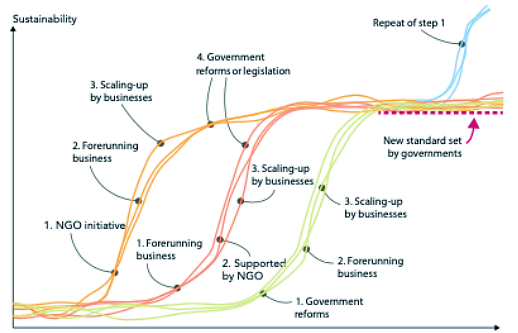 Sustainability
Repeat of step 1
4. Government
reforms or legislation
3. Scaling-up
by businesses
2. Forerunning
business
New standard set
by governments
3. Scaling-up
by businesses
3. Scaling-up
by businesses
1. NGO initiative
1. Forerunning
business
2. Supported
by NGO
2. Forerunning
business
1. Government
reforms